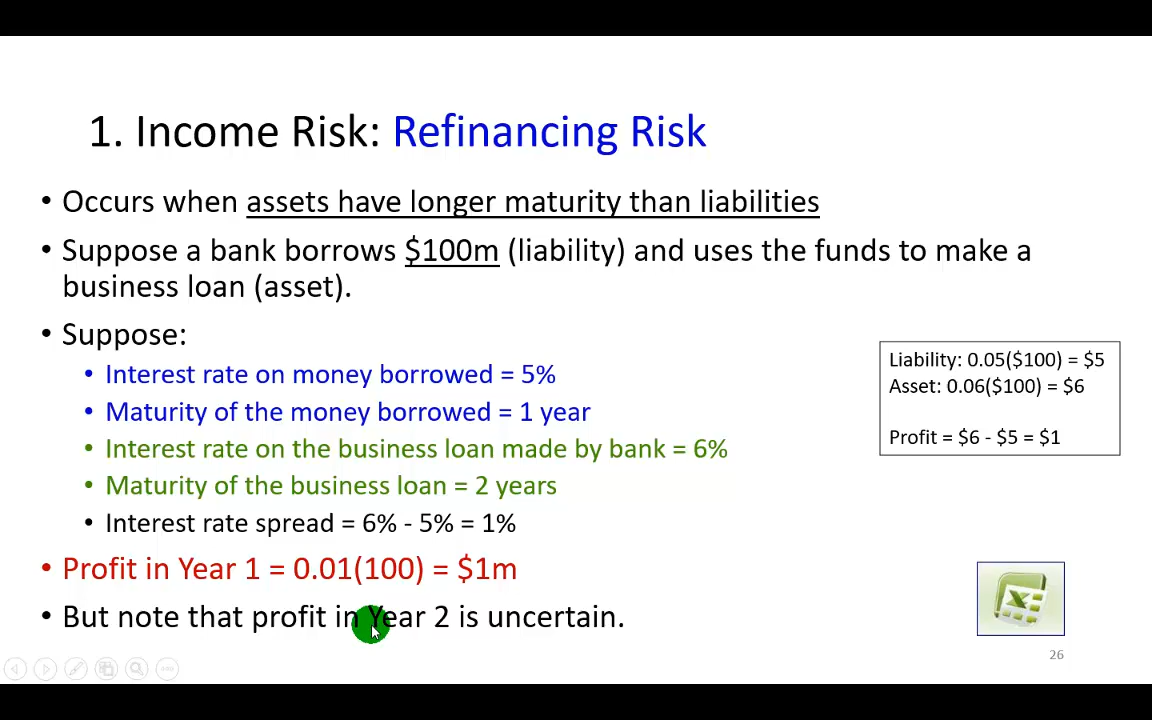 1. Income Risk: Refinancing Risk
• Occurs when assets have longer maturity than liabilities
• Suppose a bank borrows $100m (liability) and uses the funds to make a
business loan (asset).
• Suppose:
• Interest rate on money borrowed = 5%
• Maturity of the money borrowed = 1 year
• Interest rate on the business loan made by bank = 6%
• Maturity of the business loan = 2 years
• Interest rate spread = 6% - 5% = 1%
Liability: 0.05($100) = $5
Asset: 0.06($100) = $6
Profit = $6 - $5 = $1
• Profit in Year 1 = 0.01(100) = $1m
• But note that profit in Year 2 is uncertain.
26